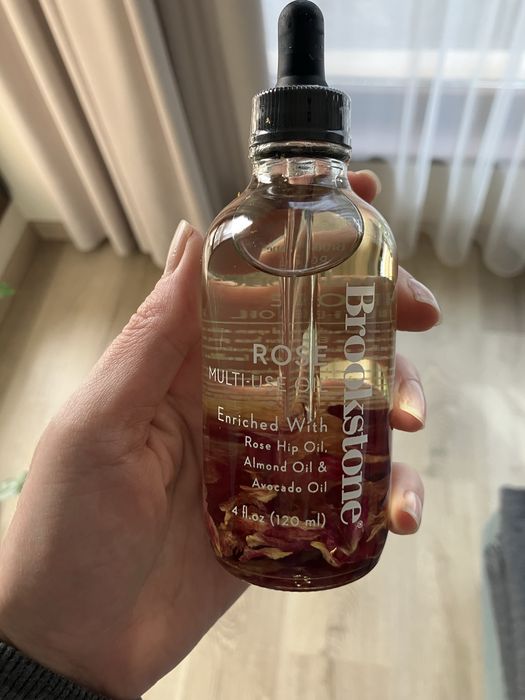 ROSE
MULTI-USE OIL
Enriched With
Rose Hip Oil,
Almond Oil &
Avocado Oil
4 fl.oz (120 ml)
Brookstone®